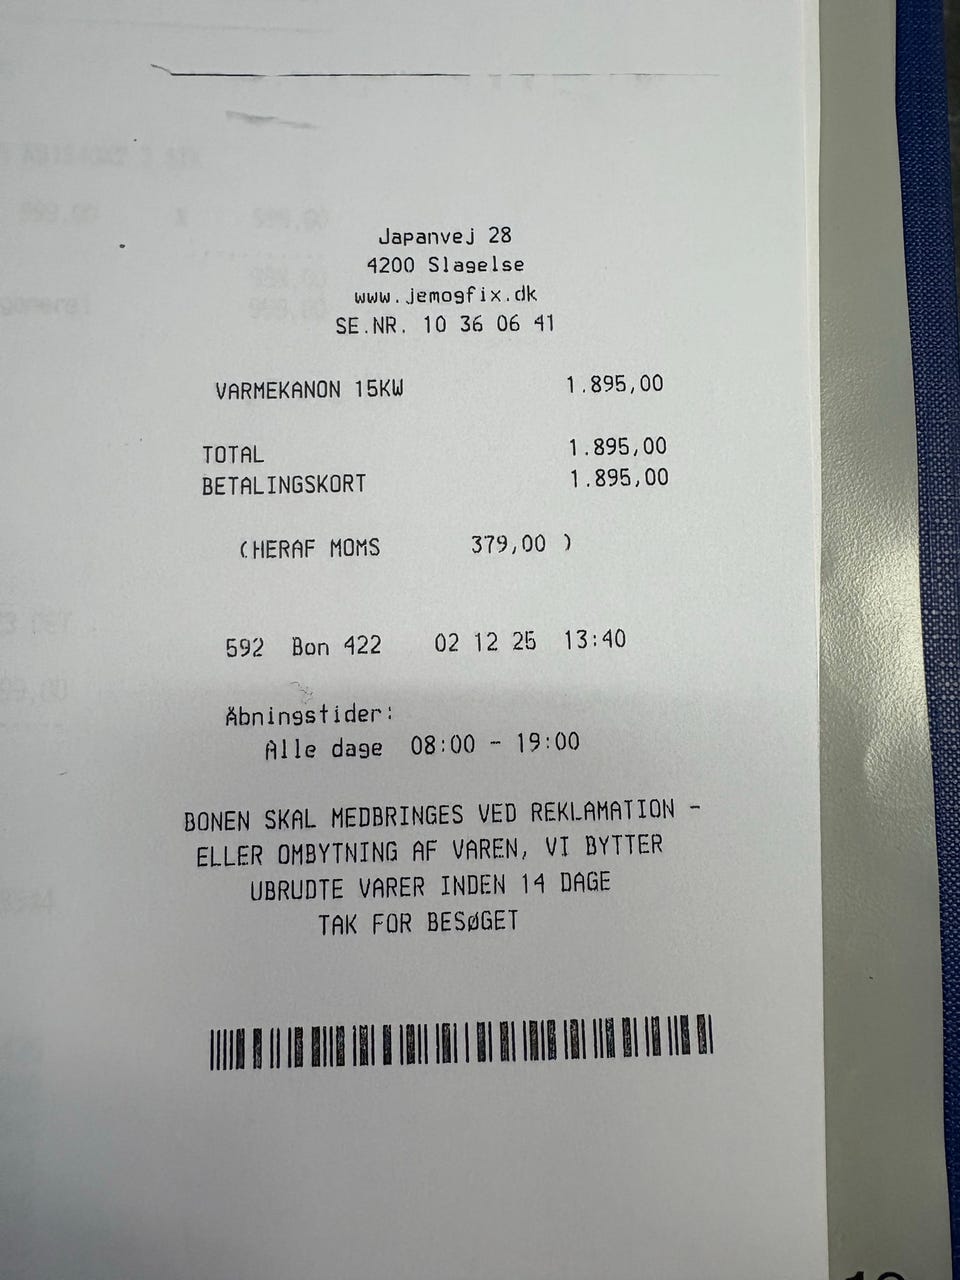 Japanvej 28
4200 Slagelse
www.jemogfix.dk
SE.NR. 10 36 06 41
VARMEKANON 15KW 1.895,00
TOTAL 1.895,00
BETALINGSKORT 1.895,00
(HERAF MOMS 379,00 )
592 Bon 422 02 12 25 13:40
Åbningstider:
Alle dage 08:00 - 19:00
BONEN SKAL MEDBRINGES VED REKLAMATION -
ELLER OMBYTNING AF VAREN, VI BYTTER
UBRUDTE VARER INDEN 14 DAGE
TAK FOR BESØGET